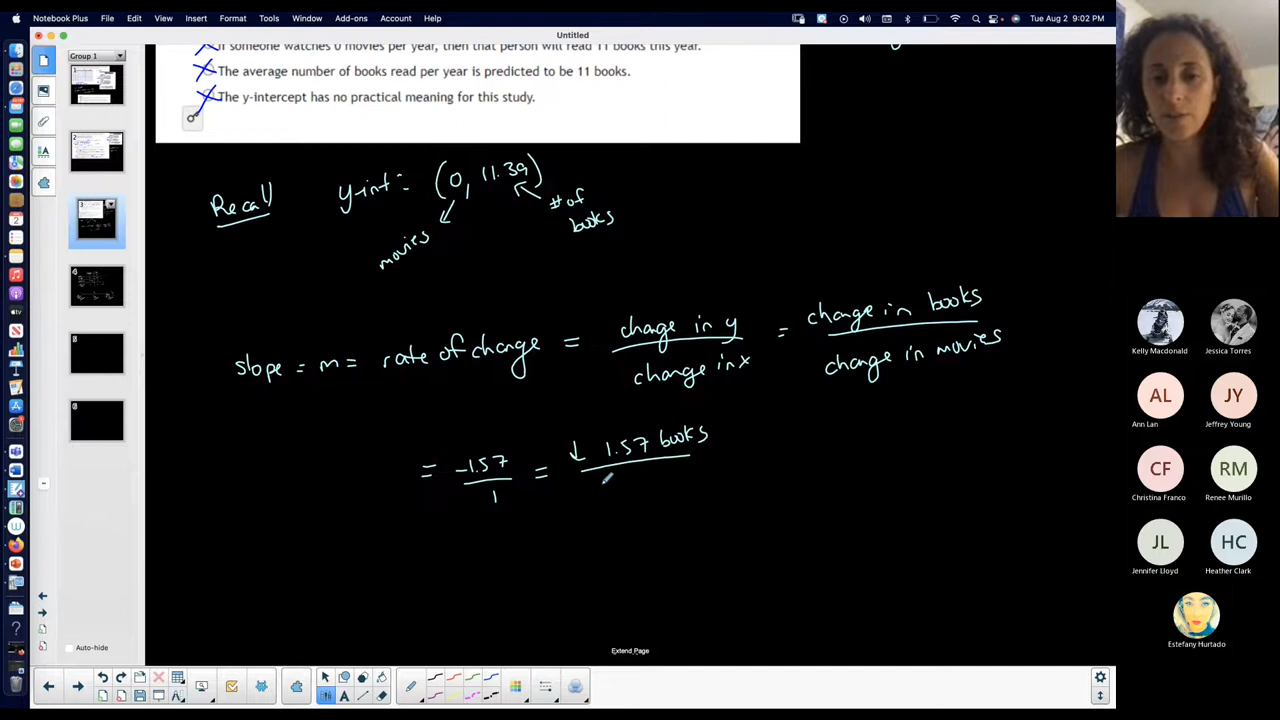 Notebook Plus File Edit View Insert Format Tools Window Add-ons Account Help
Tue Aug 2 9:02 PM
Untitled
Group 1
If someone watches 0 movies per year, then that person will read 11 books this year.
The average number of books read per year is predicted to be 11 books.
The y-intercept has no practical meaning for this study.
Recall y-int = (0, 11.39)
movies
# of
books
slope = m = rate of change = change in y / change in x = change in books / change in movies
= -1.57 / 1 = ↓ 1.57 books
Auto-hide
Extend Page
Kelly Macdonald
Jessica Torres
AL
Ann Lan
JY
Jeffrey Young
CF
Christina Franco
RM
Renee Murillo
JL
Jennifer Lloyd
HC
Heather Clark
Estefany Hurtado